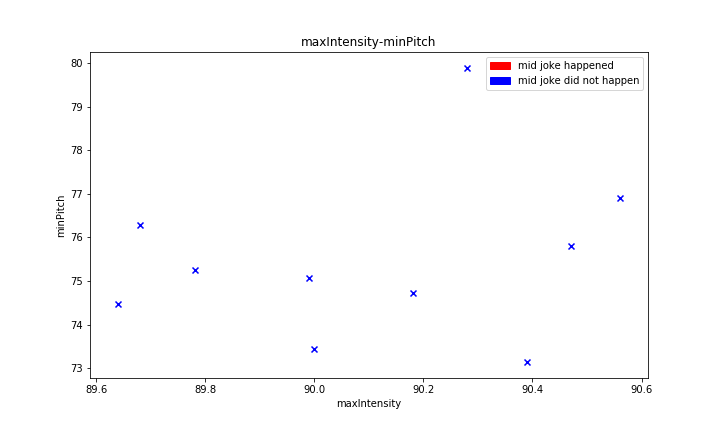 maxIntensity-minPitch
mid joke happened
mid joke did not happen
80
79
78
77
76
75
74
73
minPitch
89.6 89.8 90.0 90.2 90.4 90.6
maxIntensity